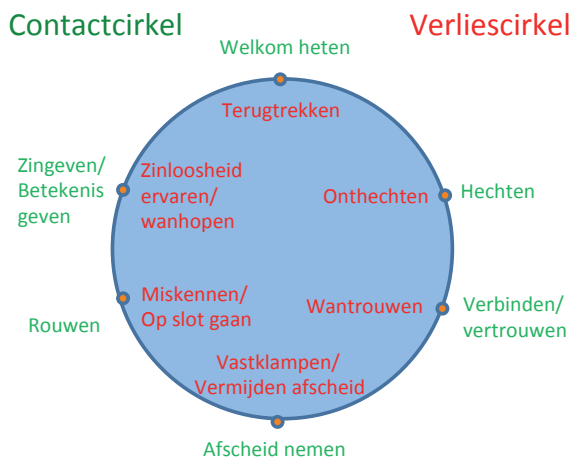 Contactcirkel
Verliescirkel
Welkom heten
Terugtrekken
Zingeven/
Betekenis
geven
Zinloosheid
ervaren/
wanhopen
Onthechten
Hechten
Miskennen/
Op slot gaan
Wantrouwen
Verbinden/
vertrouwen
Rouwen
Vastklampen/
Vermijden afscheid
Afscheid nemen